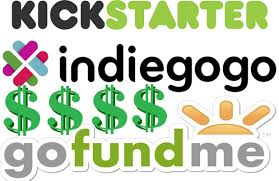 KICKSTARTER
indiegogo
$ $ $ $
gofundme